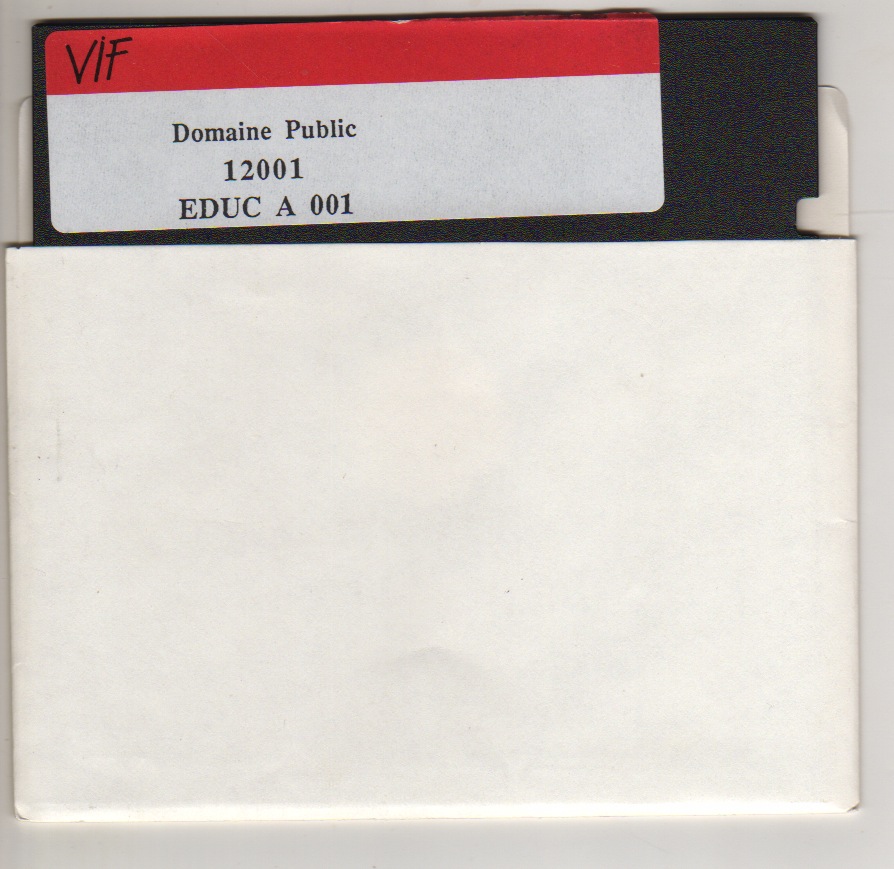 VIF
Domaine Public
12001
EDUC A 001